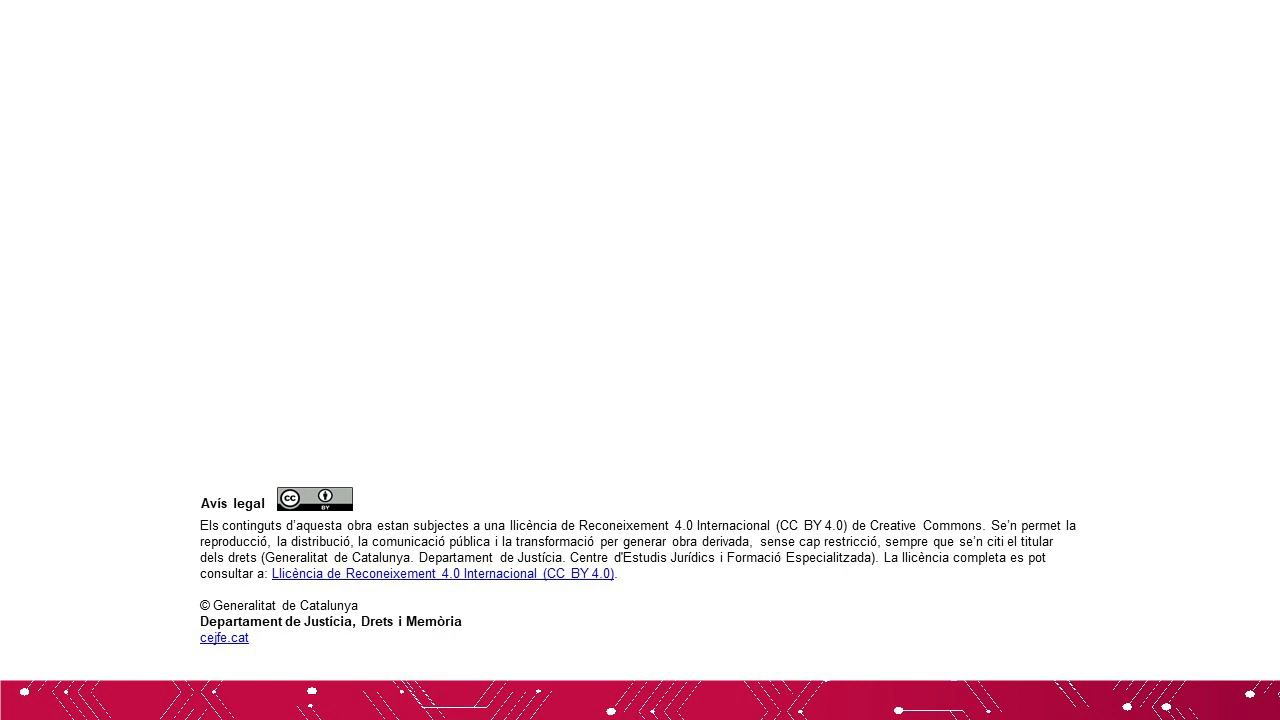 Avís legal
cc BY
Els continguts d’aquesta obra estan subjectes a una llicència de Reconeixement 4.0 Internacional (CC BY 4.0) de Creative Commons. Se’n permet la
reproducció, la distribució, la comunicació pública i la transformació per generar obra derivada, sense cap restricció, sempre que se’n citi el titular
dels drets (Generalitat de Catalunya. Departament de Justícia. Centre d'Estudis Jurídics i Formació Especialitzada). La llicència completa es pot
consultar a: Llicència de Reconeixement 4.0 Internacional (CC BY 4.0).
© Generalitat de Catalunya
Departament de Justícia, Drets i Memòria
cejfe.cat